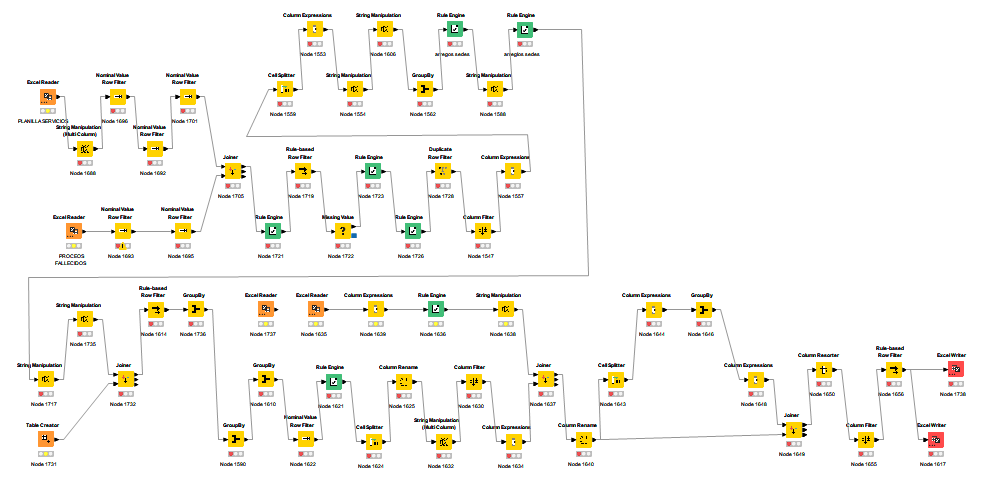 Column Expressions
Node 1553
String Manipulation
Node 1606
Rule Engine
arreglos sedes
Rule Engine
arreglos sedes
Cell Splitter
Node 1559
String Manipulation
Node 1554
GroupBy
Node 1562
String Manipulation
Node 1588
Excel Reader
PLANILLASERVICIOS
String Manipulation
(Multi Column)
Node 1688
Nominal Value
Row Filter
Node 1696
Nominal Value
Row Filter
Node 1692
Nominal Value
Row Filter
Node 1701
Joiner
Node 1705
Rule-based
Row Filter
Node 1719
Rule Engine
Node 1723
Duplicate
Row Filter
Node 1728
Column Expressions
Node 1557
Excel Reader
PROCEOS
FALLECIDOS
Nominal Value
Row Filter
Node 1693
Nominal Value
Row Filter
Node 1695
Rule Engine
Node 1721
Missing Value
Node 1722
Rule Engine
Node 1726
Column Filter
Node 1547
String Manipulation
Node 1735
Rule-based
Row Filter
Node 1614
GroupBy
Node 1736
Excel Reader
Node 1737
Excel Reader
Node 1635
Column Expressions
Node 1639
Rule Engine
Node 1636
String Manipulation
Node 1638
Column Expressions
Node 1644
GroupBy
Node 1646
String Manipulation
Node 1717
Joiner
Node 1732
GroupBy
Node 1610
Rule Engine
Node 1621
Column Rename
Node 1625
Column Filter
Node 1630
Joiner
Node 1637
Cell Splitter
Node 1643
Column Expressions
Node 1648
Column Resorter
Node 1650
Rule-based
Row Filter
Node 1656
Excel Writer
Node 1738
Table Creator
Node 1731
GroupBy
Node 1590
Nominal Value
Row Filter
Node 1622
Cell Splitter
Node 1624
String Manipulation
(Multi Column)
Node 1632
Column Expressions
Node 1634
Column Rename
Node 1640
Joiner
Node 1649
Column Filter
Node 1655
Excel Writer
Node 1617